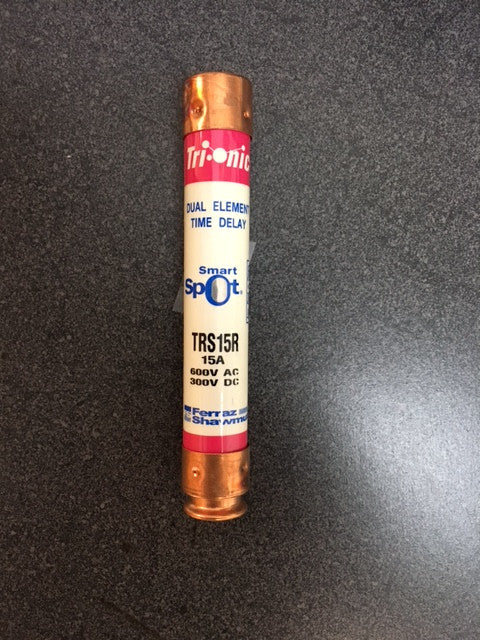 Tri-onic
DUAL ELEMENT
TIME DELAY
Smart
Spot®
TRS15R
15A
600V AC
300V DC
Ferraz
Shawmut